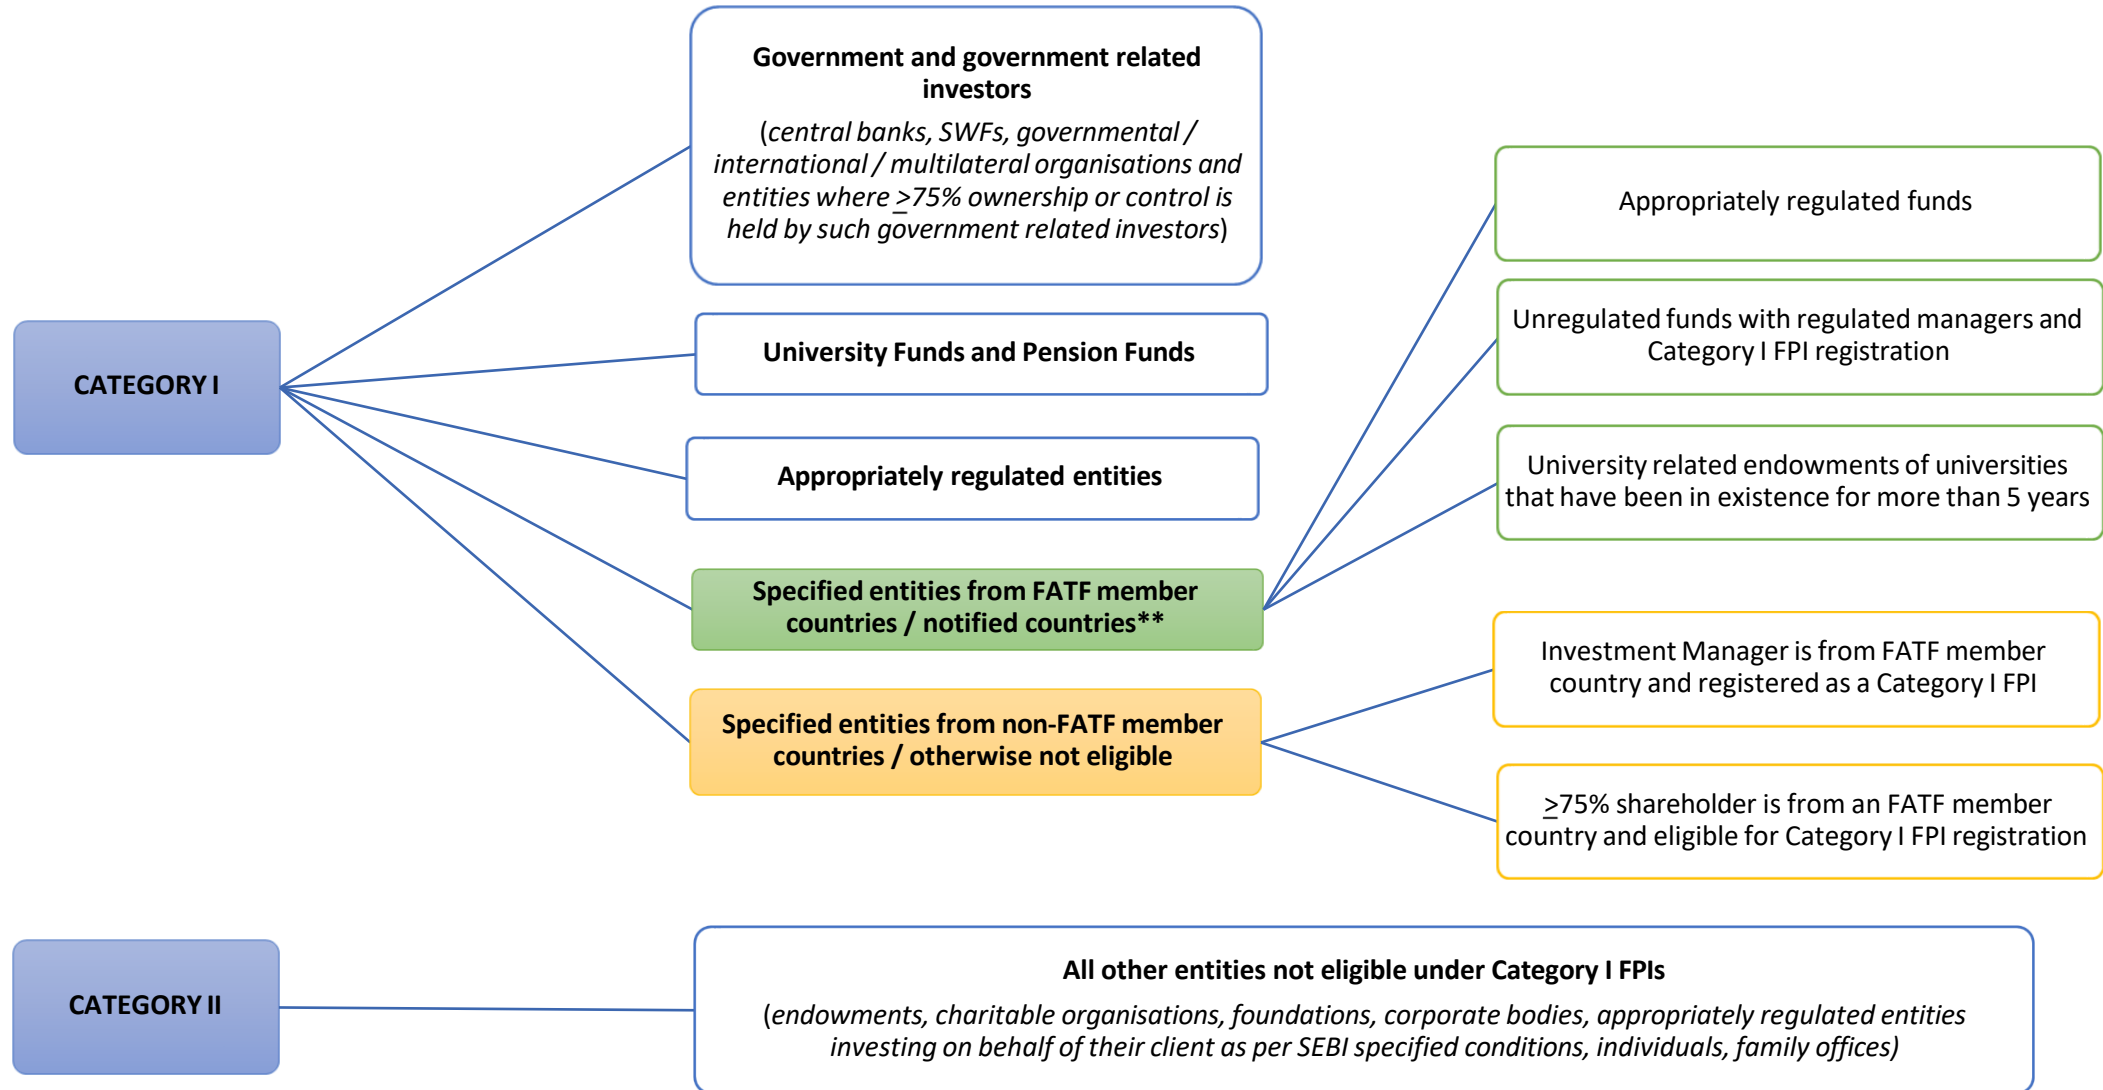 CATEGORY I
Government and government related
investors
(central banks, SWFs, governmental /
international / multilateral organisations and
entities where >75% ownership or control is
held by such government related investors)
University Funds and Pension Funds
Appropriately regulated entities
Specified entities from FATF member
countries / notified countries**
Specified entities from non-FATF member
countries / otherwise not eligible
Appropriately regulated funds
Unregulated funds with regulated managers and
Category I FPI registration
University related endowments of universities
that have been in existence for more than 5 years
Investment Manager is from FATF member
country and registered as a Category I FPI
>75% shareholder is from an FATF member
country and eligible for Category I FPI registration
CATEGORY II
All other entities not eligible under Category I FPIs
(endowments, charitable organisations, foundations, corporate bodies, appropriately regulated entities
investing on behalf of their client as per SEBI specified conditions, individuals, family offices)